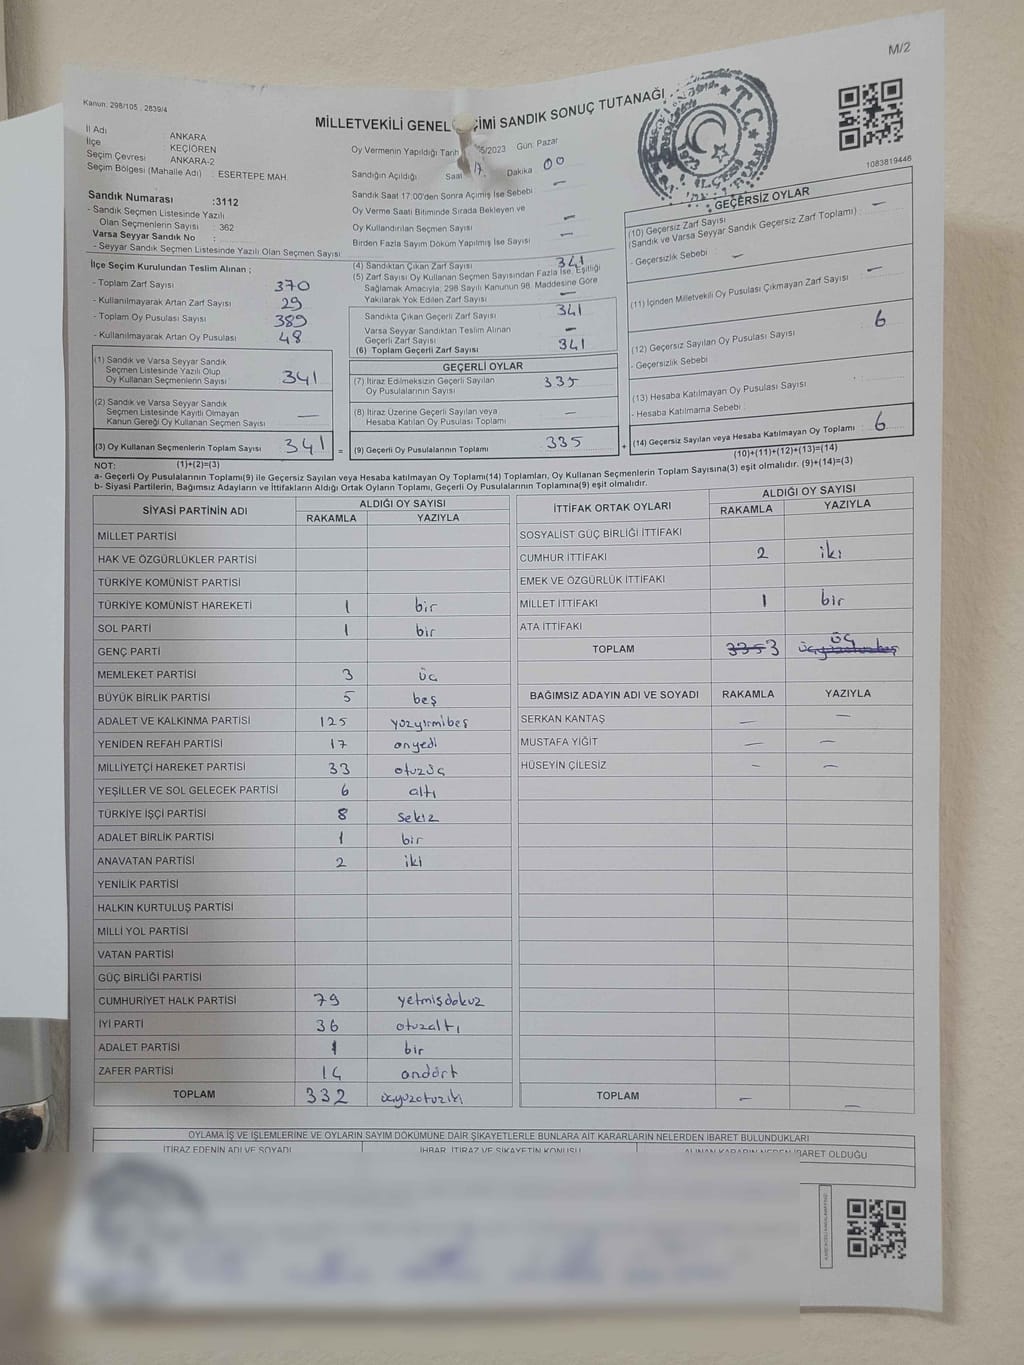 M/2
Kanun: 298/105 , 2839/4
MİLLETVEKİLİ GENEL SANDIK SONUÇ TUTANAĞI
İl Adı : ANKARA
İlçe : KEÇİÖREN
Seçim Çevresi : ANKARA-2
Seçim Bölgesi (Mahalle Adı) : ESERTEPE MAH.
Oy Vermenin Yapıldığı Tarih /2023 Gün: Pazar
Sandığın Açıldığı Saat 17. Dakika 00
1083819446
Sandık Numarası :3112
- Sandık Seçmen Listesinde Yazılı
Olan Seçmenlerin Sayısı : 362
Varsa Seyyar Sandık No :
- Seyyar Sandık Seçmen Listesinde Yazılı Olan Seçmen Sayısı
Sandık Saat 17:00'den Sonra Açılmış İse Sebebi —
Oy Verme Saati Bitiminde Sırada Bekleyen ve
Oy Kullandırılan Seçmen Sayısı —
Birden Fazla Sayım Döküm Yapılmış İse Sayısı —
İlçe Seçim Kurulundan Teslim Alınan ;
- Toplam Zarf Sayısı 370
- Kullanılmayarak Artan Zarf Sayısı 29
- Toplam Oy Pusulası Sayısı 389
- Kullanılmayarak Artan Oy Pusulası 48
(1) Sandık ve Varsa Seyyar Sandık
Seçmen Listesinde Yazılı Olup
Oy Kullanan Seçmenlerin Sayısı 341
(2) Sandık ve Varsa Seyyar Sandık
Seçmen Listesinde Kayıtlı Olmayan
Kanun Gereği Oy Kullanan Seçmen Sayısı —
(3) Oy Kullanan Seçmenlerin Toplam Sayısı 341
(1)+(2)=(3)
(4) Sandıktan Çıkan Zarf Sayısı 341
(5) Zarf Sayısı Oy Kullanan Seçmen Sayısından Fazla İse, Eşitliği
Sağlamak Amacıyla; 298 Sayılı Kanunun 98. Maddesine Göre
Yakılarak Yok Edilen Zarf Sayısı —
Sandıkta Çıkan Geçerli Zarf Sayısı 341
Varsa Seyyar Sandıktan Teslim Alınan
Geçerli Zarf Sayısı —
(6) Toplam Geçerli Zarf Sayısı 341
GEÇERLİ OYLAR
(7) İtiraz Edilmeksizin Geçerli Sayılan
Oy Pusulalarının Sayısı 335
(8) İtiraz Üzerine Geçerli Sayılan veya
Hesaba Katılan Oy Pusulası Toplamı —
= (9) Geçerli Oy Pusulalarının Toplamı 335
GEÇERSİZ OYLAR
(10) Geçersiz Zarf Sayısı
(Sandık ve Varsa Seyyar Sandık Geçersiz Zarf Toplamı) : —
- Geçersizlik Sebebi : —
(11) İçinden Milletvekili Oy Pusulası Çıkmayan Zarf Sayısı —
(12) Geçersiz Sayılan Oy Pusulası Sayısı 6
- Geçersizlik Sebebi
(13) Hesaba Katılmayan Oy Pusulası Sayısı :
- Hesaba Katılmama Sebebi :
+ (14) Geçersiz Sayılan veya Hesaba Katılmayan Oy Toplamı 6
(10)+(11)+(12)+(13)=(14)
NOT:
a- Geçerli Oy Pusulalarının Toplamı(9) ile Geçersiz Sayılan veya Hesaba katılmayan Oy Toplamı(14) Toplamları, Oy Kullanan Seçmenlerin Toplam Sayısına(3) eşit olmalıdır. (9)+(14)=(3)
b- Siyasi Partilerin, Bağımsız Adayların ve İttifakların Aldığı Ortak Oyların Toplamı, Geçerli Oy Pusulalarının Toplamına(9) eşit olmalıdır.
SİYASİ PARTİNİN ADI ALDIĞI OY SAYISI
RAKAMLA YAZIYLA
MİLLET PARTİSİ
HAK VE ÖZGÜRLÜKLER PARTİSİ
TÜRKİYE KOMÜNİST PARTİSİ
TÜRKİYE KOMÜNİST HAREKETİ 1 bir
SOL PARTİ 1 bir
GENÇ PARTİ
MEMLEKET PARTİSİ 3 üç
BÜYÜK BİRLİK PARTİSİ 5 beş
ADALET VE KALKINMA PARTİSİ 125 yüzyirmibeş
YENİDEN REFAH PARTİSİ 17 onyedi
MİLLİYETÇİ HAREKET PARTİSİ 33 otuzüç
YEŞİLLER VE SOL GELECEK PARTİSİ 6 altı
TÜRKİYE İŞÇİ PARTİSİ 8 sekiz
ADALET BİRLİK PARTİSİ 1 bir
ANAVATAN PARTİSİ 2 iki
YENİLİK PARTİSİ
HALKIN KURTULUŞ PARTİSİ
MİLLİ YOL PARTİSİ
VATAN PARTİSİ
GÜÇ BİRLİĞİ PARTİSİ
CUMHURİYET HALK PARTİSİ 79 yetmişdokuz
İYİ PARTİ 36 otuzaltı
ADALET PARTİSİ 1 bir
ZAFER PARTİSİ 14 ondört
TOPLAM 332 üçyüzotuziki
İTTİFAK ORTAK OYLARI ALDIĞI OY SAYISI
RAKAMLA YAZIYLA
SOSYALİST GÜÇ BİRLİĞİ İTTİFAKI
CUMHUR İTTİFAKI 2 iki
EMEK VE ÖZGÜRLÜK İTTİFAKI
MİLLET İTTİFAKI 1 bir
ATA İTTİFAKI
TOPLAM 335 3 üçyüzotuzbeş üç
BAĞIMSIZ ADAYIN ADI VE SOYADI RAKAMLA YAZIYLA
SERKAN KANTAŞ — —
MUSTAFA YİĞİT — —
HÜSEYİN ÇİLESİZ — —
TOPLAM — —
OYLAMA İŞ VE İŞLEMLERİNE VE OYLARIN SAYIM DÖKÜMÜNE DAİR ŞİKAYETLERLE BUNLARA AİT KARARLARIN NELERDEN İBARET BULUNDUKLARI
İTİRAZ EDENİN ADI VE SOYADI İHBAR, İTİRAZ VE ŞİKAYETİN KONUSU ALINAN KARARIN NEDEN İBARET OLDUĞU